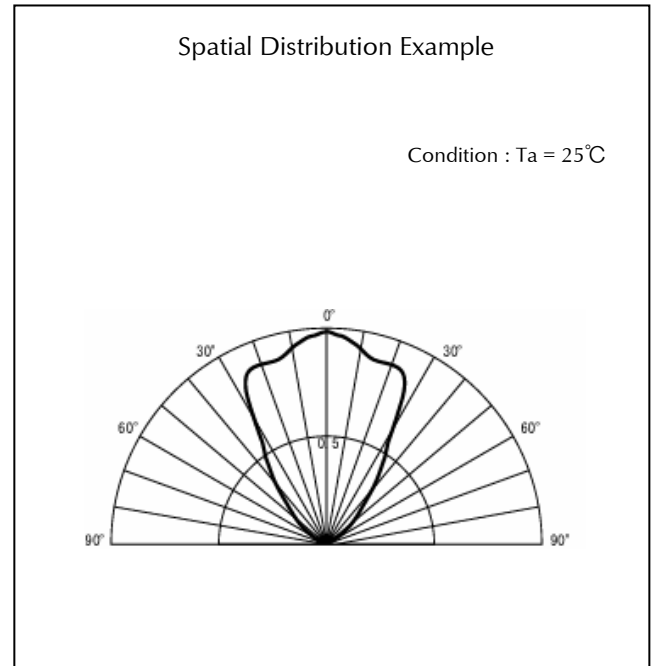 Spatial Distribution Example
Condition : Ta = 25℃
0°
30° 30°
60° 60°
0.5
90° 90°